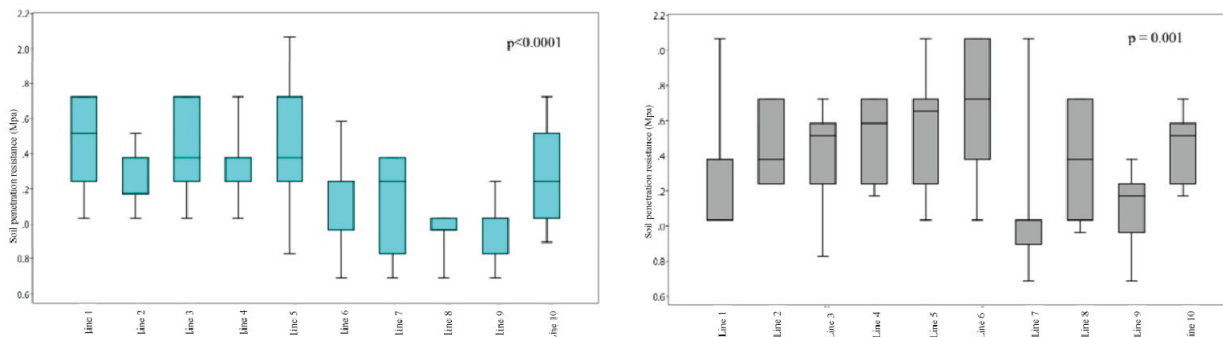 2.2
2.0
.8
.6
.4
.2
.0
0.8
0.6
Soil penetration resistance (Mpa)
p<0.0001
Line 1
Line 2
Line 3
Line 4
Line 5
Line 6
Line 7
Line 8
Line 9
Line 10
2.2
.0
.8
.6
.4
.2
.0
.8
0.6
Soil penetration resistance (Mpa)
p = 0.001
Line 1
Line 2
Line 3
Line 4
Line 5
Line 6
Line 7
Line 8
Line 9
Line 10